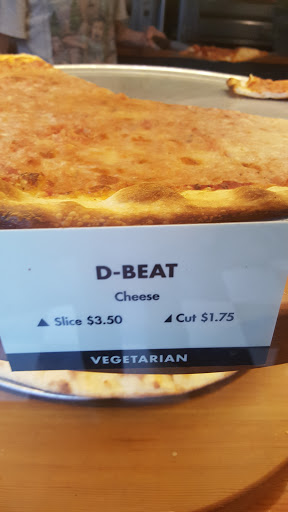 D-BEAT
Cheese
Slice $3.50 Cut $1.75
VEGETARIAN